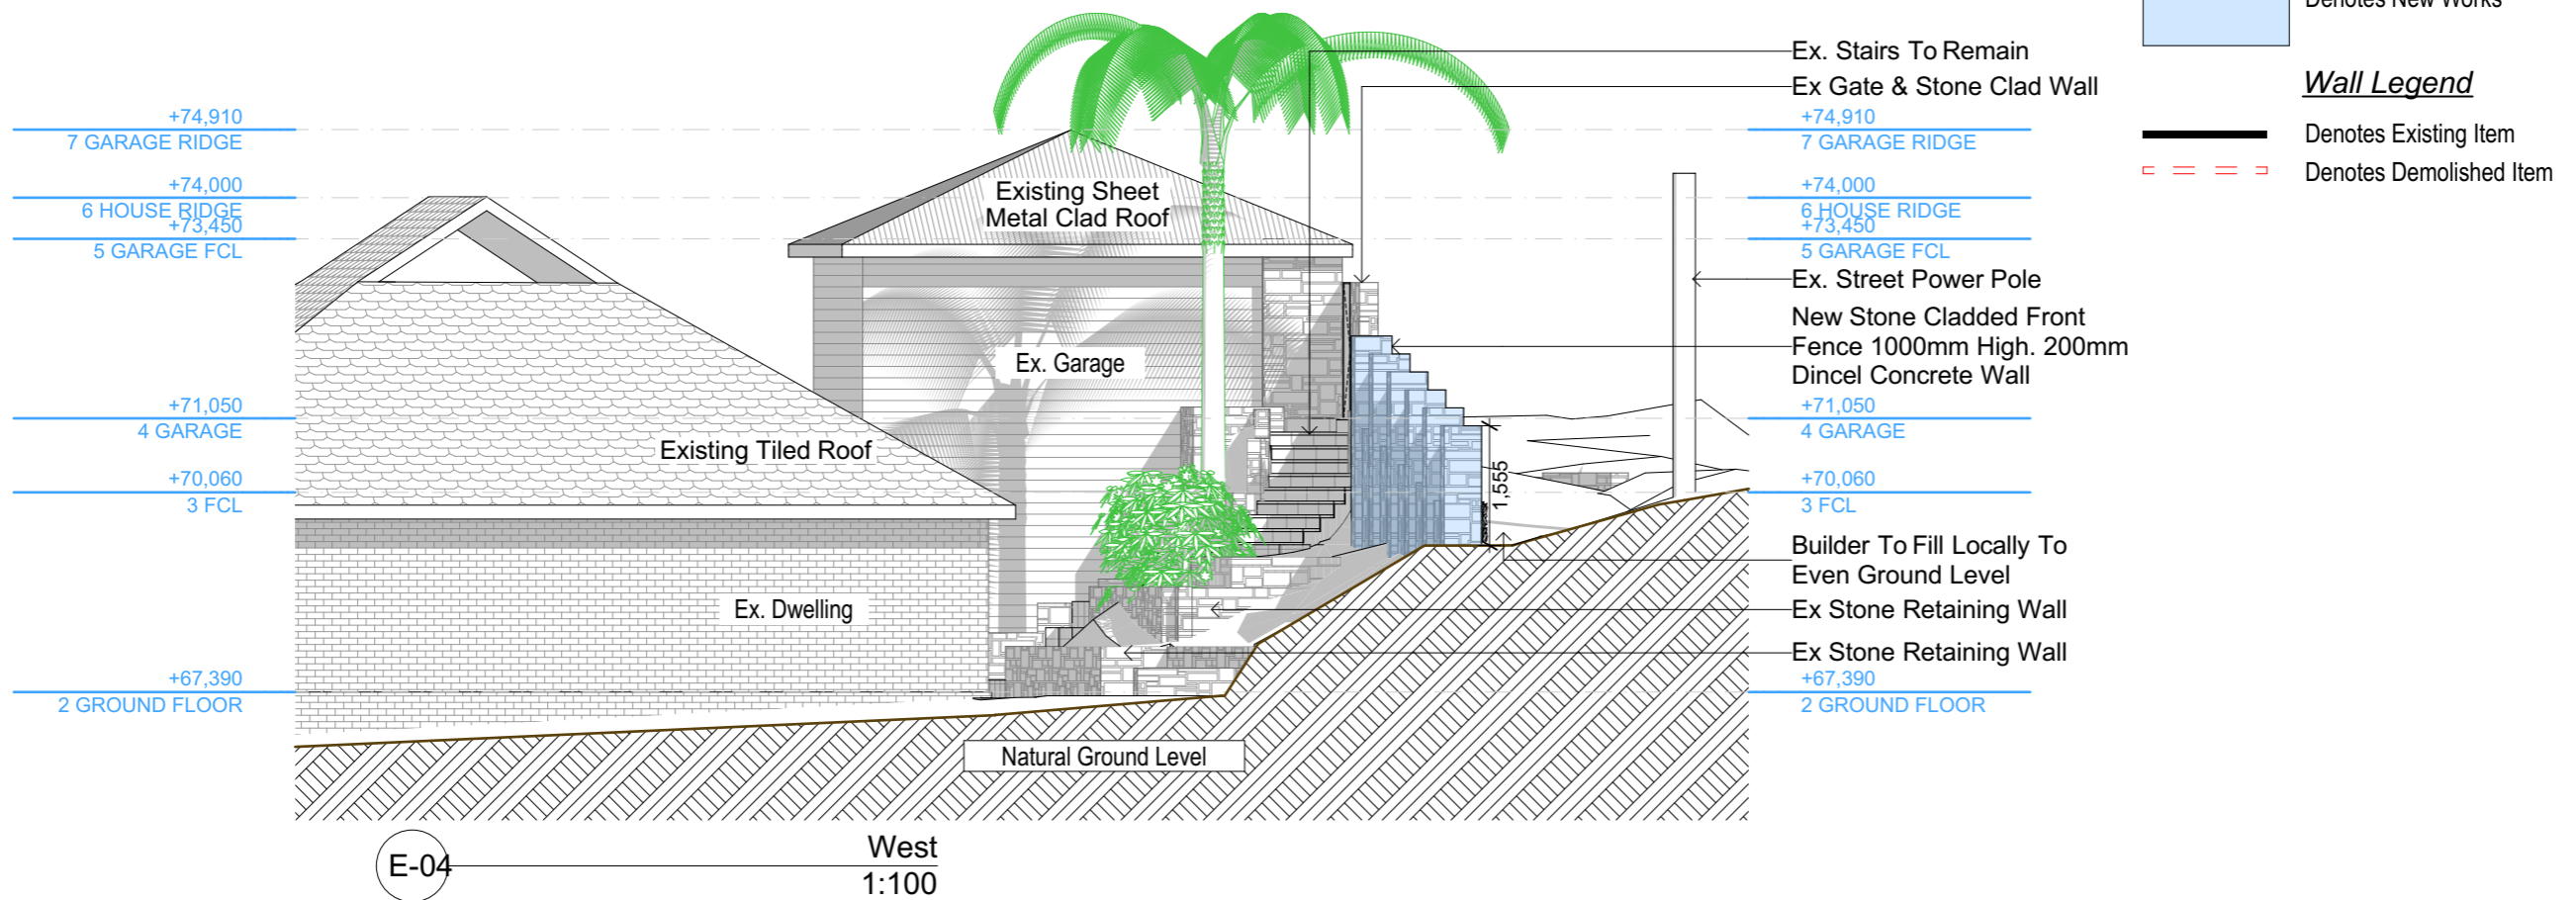 Denotes New Works
Wall Legend
Denotes Existing Item
Denotes Demolished Item
+74,910
7 GARAGE RIDGE
+74,000
6 HOUSE RIDGE
+73,450
5 GARAGE FCL
+71,050
4 GARAGE
+70,060
3 FCL
+67,390
2 GROUND FLOOR
Existing Sheet
Metal Clad Roof
Ex. Garage
Existing Tiled Roof
Ex. Dwelling
Natural Ground Level
1,555
Ex. Stairs To Remain
Ex Gate & Stone Clad Wall
+74,910
7 GARAGE RIDGE
+74,000
6 HOUSE RIDGE
+73,450
5 GARAGE FCL
Ex. Street Power Pole
New Stone Cladded Front
Fence 1000mm High. 200mm
Dincel Concrete Wall
+71,050
4 GARAGE
+70,060
3 FCL
Builder To Fill Locally To
Even Ground Level
Ex Stone Retaining Wall
Ex Stone Retaining Wall
+67,390
2 GROUND FLOOR
E-04
West
1:100